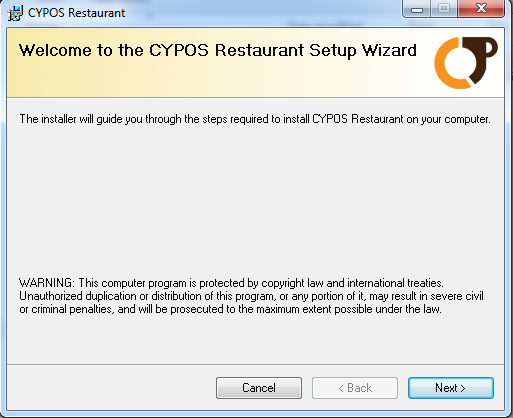 CYPOS Restaurant
Welcome to the CYPOS Restaurant Setup Wizard
The installer will guide you through the steps required to install CYPOS Restaurant on your computer.
WARNING: This computer program is protected by copyright law and international treaties.
Unauthorized duplication or distribution of this program, or any portion of it, may result in severe civil
or criminal penalties, and will be prosecuted to the maximum extent possible under the law.
Cancel
< Back
Next >